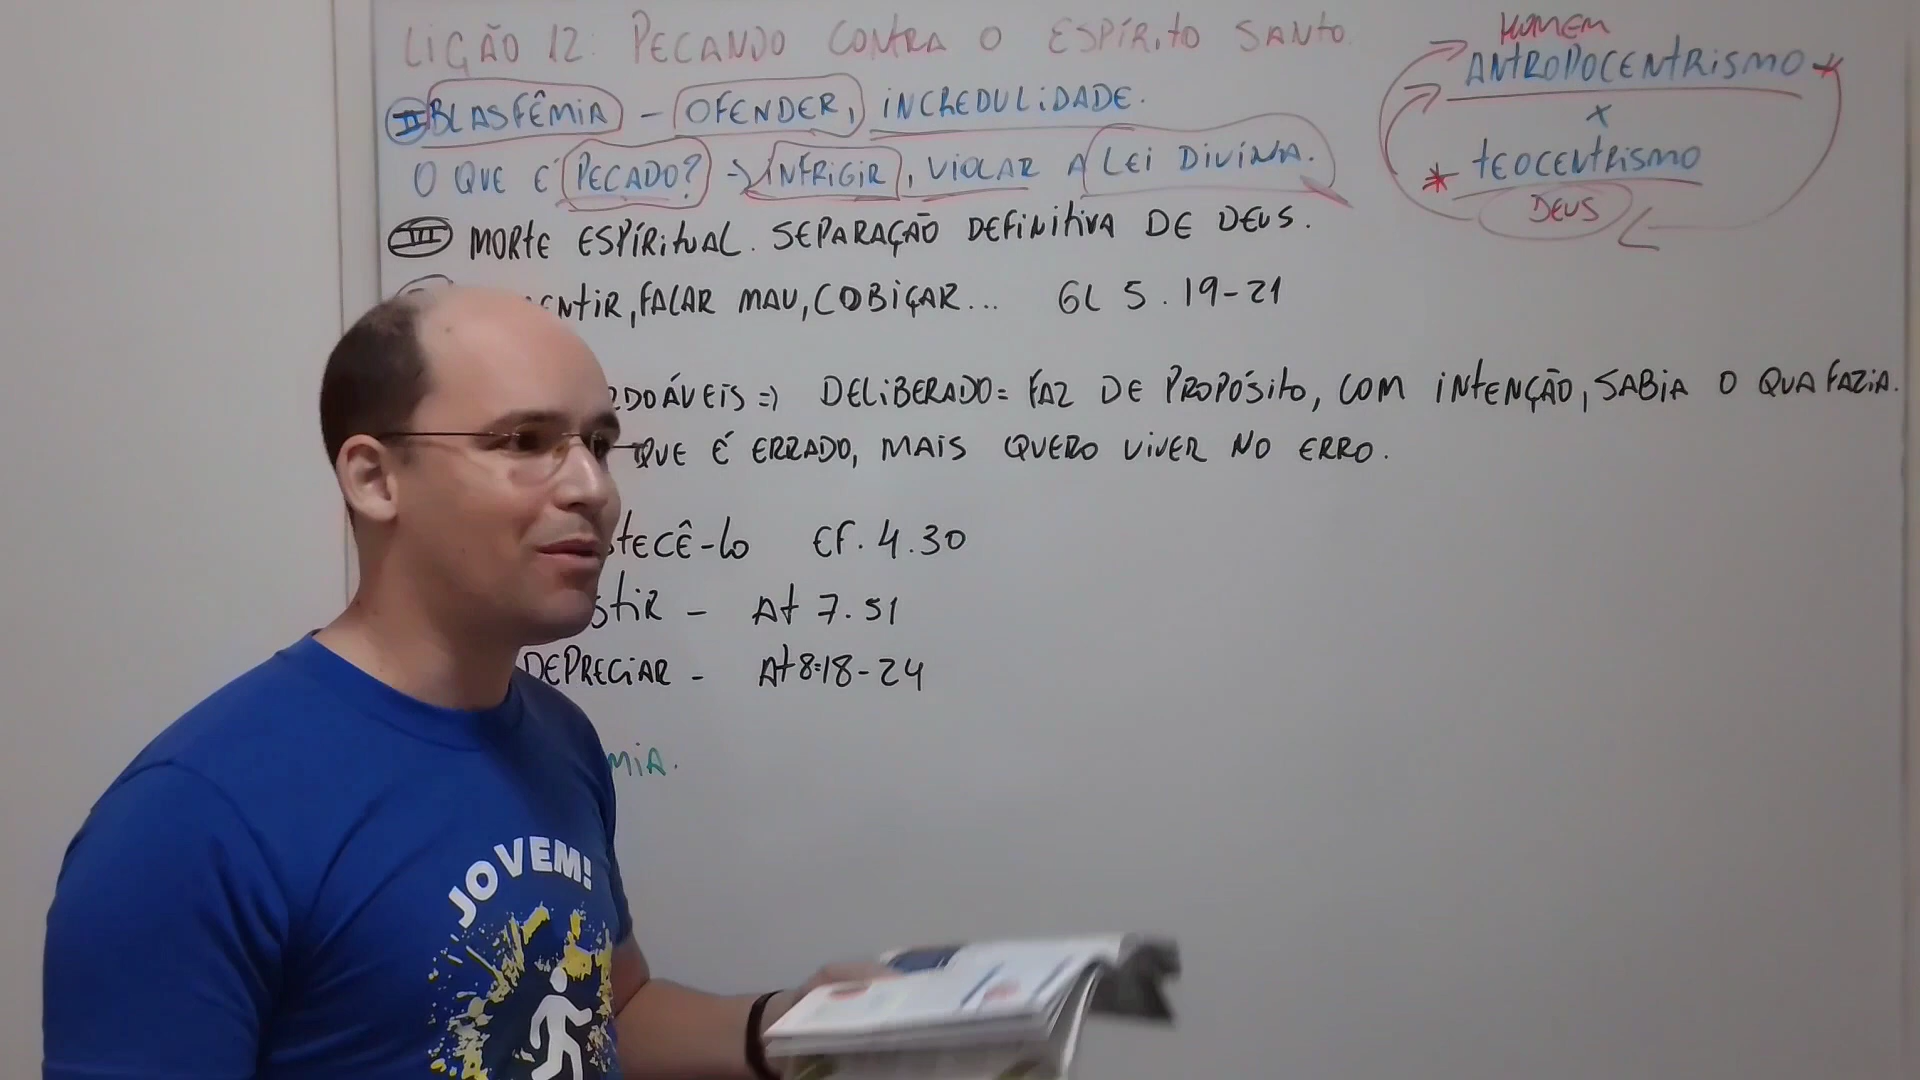 LIÇÃO 12: PECANDO CONTRA O ESPÍRITO SANTO.
II BLASFÊMIA - OFENDER, INCREDULIDADE.
O QUE É PECADO? -> INFRIGIR, VIOLAR A LEI DIVINA.
III MORTE ESPÍRITUAL. SEPARAÇÃO DEFINITIVA DE DEUS.
FALAR MAU, COBIÇAR... GL 5.19-21
DELIBERADO= FAZ DE PROPÓSITO, COM INTENÇÃO, SABIA O QUA FAZIA.
QUE É ERRADO, MAIS QUERO VIVER NO ERRO.
EF. 4.30
- At 7.51
DEPRECIAR - At 8:18-24
HOMEM
ANTROPOCENTRISMO
x
TEOCENTRISMO
DEUS
JOVEM!